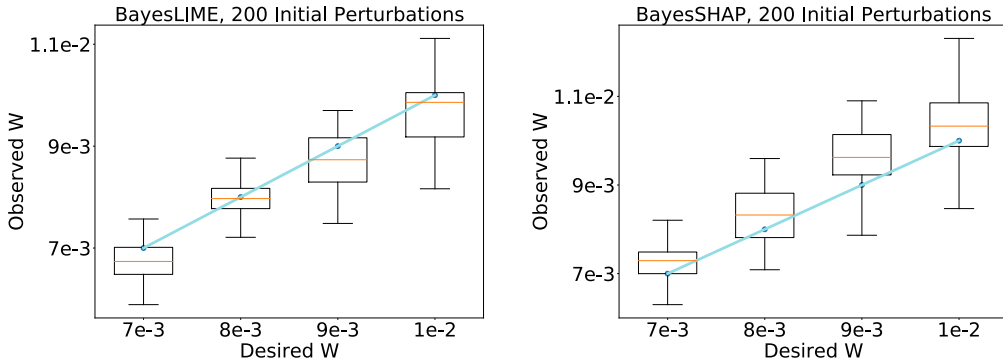 BayesLIME, 200 Initial Perturbations
1.1e-2
9e-3
7e-3
Observed W
7e-3 8e-3 9e-3 1e-2
Desired W
BayesSHAP, 200 Initial Perturbations
1.1e-2
9e-3
7e-3
Observed W
7e-3 8e-3 9e-3 1e-2
Desired W